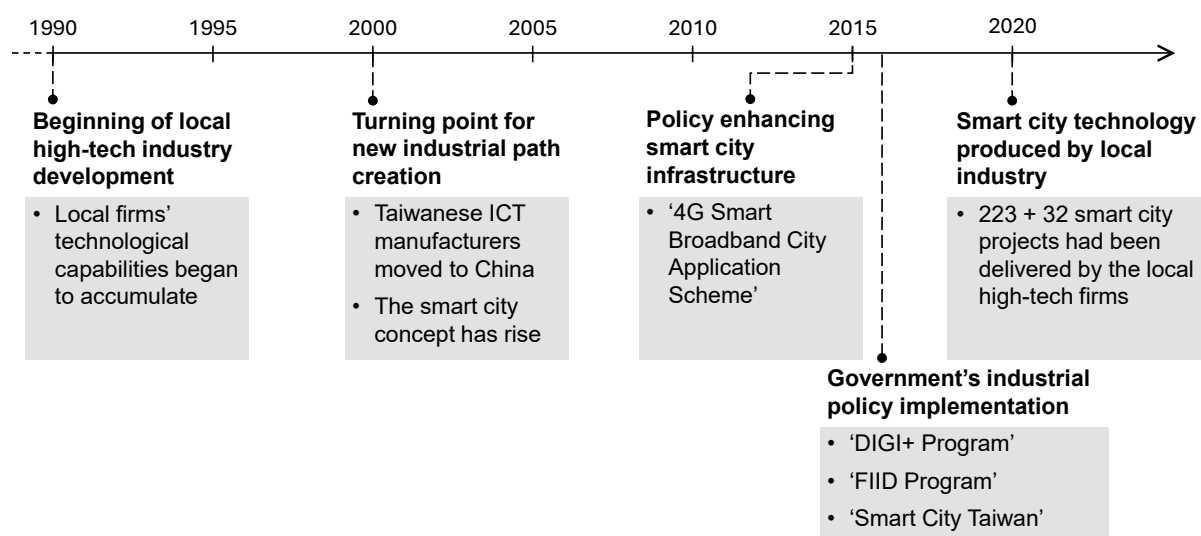 1990 1995 2000 2005 2010 2015 2020
Beginning of local
high-tech industry
development
• Local firms’
technological
capabilities began
to accumulate
Turning point for
new industrial path
creation
• Taiwanese ICT
manufacturers
moved to China
• The smart city
concept has rise
Policy enhancing
smart city
infrastructure
• ‘4G Smart
Broadband City
Application
Scheme’
Smart city technology
produced by local
industry
• 223 + 32 smart city
projects had been
delivered by the local
high-tech firms
Government’s industrial
policy implementation
• ‘DIGI+ Program’
• ‘FIID Program’
• ‘Smart City Taiwan’